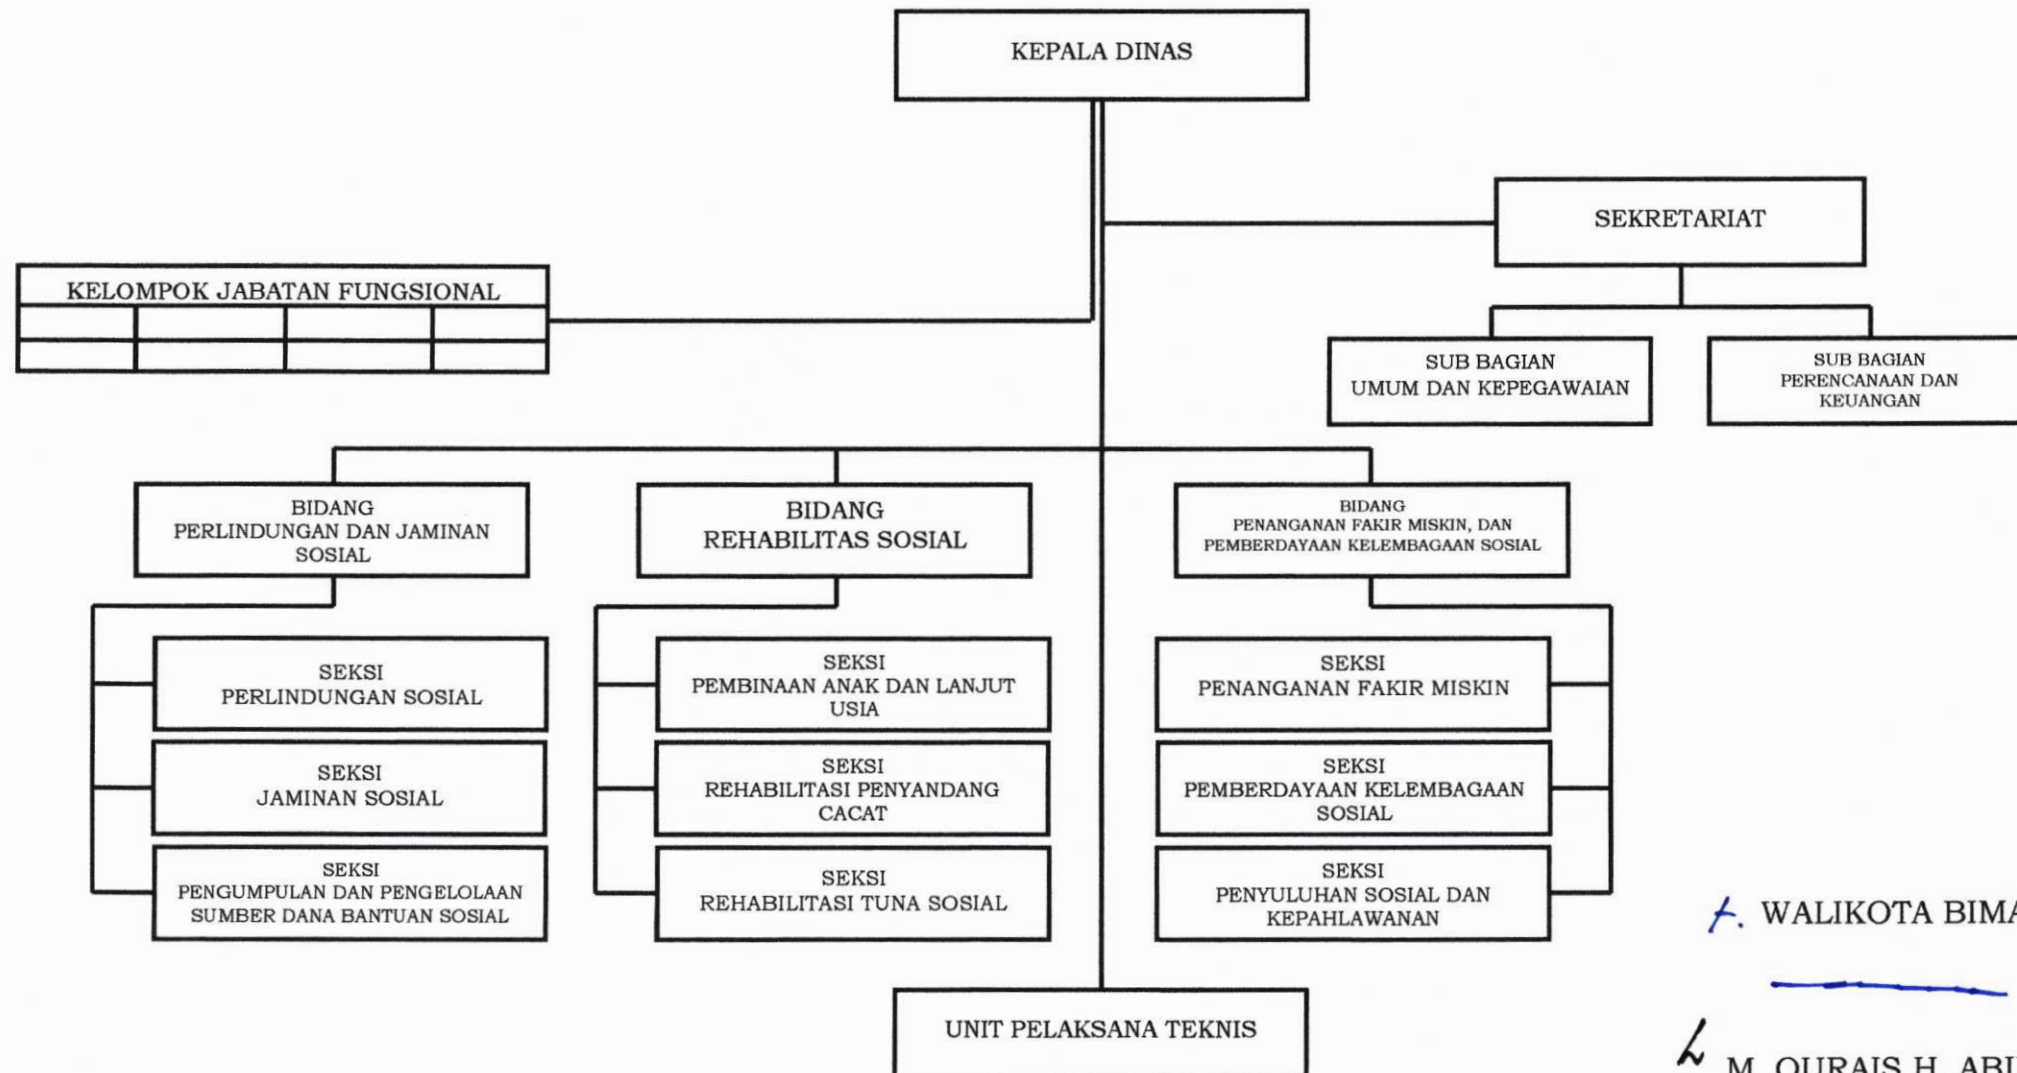 KEPALA DINAS
SEKRETARIAT
KELOMPOK JABATAN FUNGSIONAL
SUB BAGIAN
UMUM DAN KEPEGAWAIAN
SUB BAGIAN
PERENCANAAN DAN
KEUANGAN
BIDANG
PERLINDUNGAN DAN JAMINAN
SOSIAL
BIDANG
REHABILITAS SOSIAL
BIDANG
PENANGANAN FAKIR MISKIN, DAN
PEMBERDAYAAN KELEMBAGAAN SOSIAL
SEKSI
PERLINDUNGAN SOSIAL
SEKSI
PEMBINAAN ANAK DAN LANJUT
USIA
SEKSI
PENANGANAN FAKIR MISKIN
SEKSI
JAMINAN SOSIAL
SEKSI
REHABILITASI PENYANDANG
CACAT
SEKSI
PEMBERDAYAAN KELEMBAGAAN
SOSIAL
SEKSI
PENGUMPULAN DAN PENGELOLAAN
SUMBER DANA BANTUAN SOSIAL
SEKSI
REHABILITASI TUNA SOSIAL
SEKSI
PENYULUHAN SOSIAL DAN
KEPAHLAWANAN
WALIKOTA BIMA
UNIT PELAKSANA TEKNIS
M. QURAIS H.